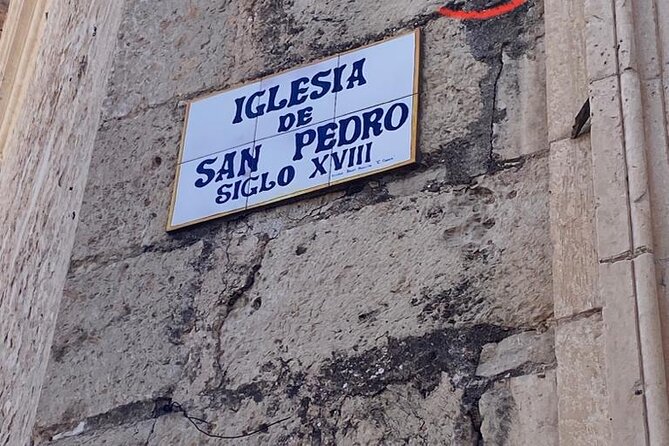 IGLESIA
DE
SAN PEDRO
SIGLO XVIII